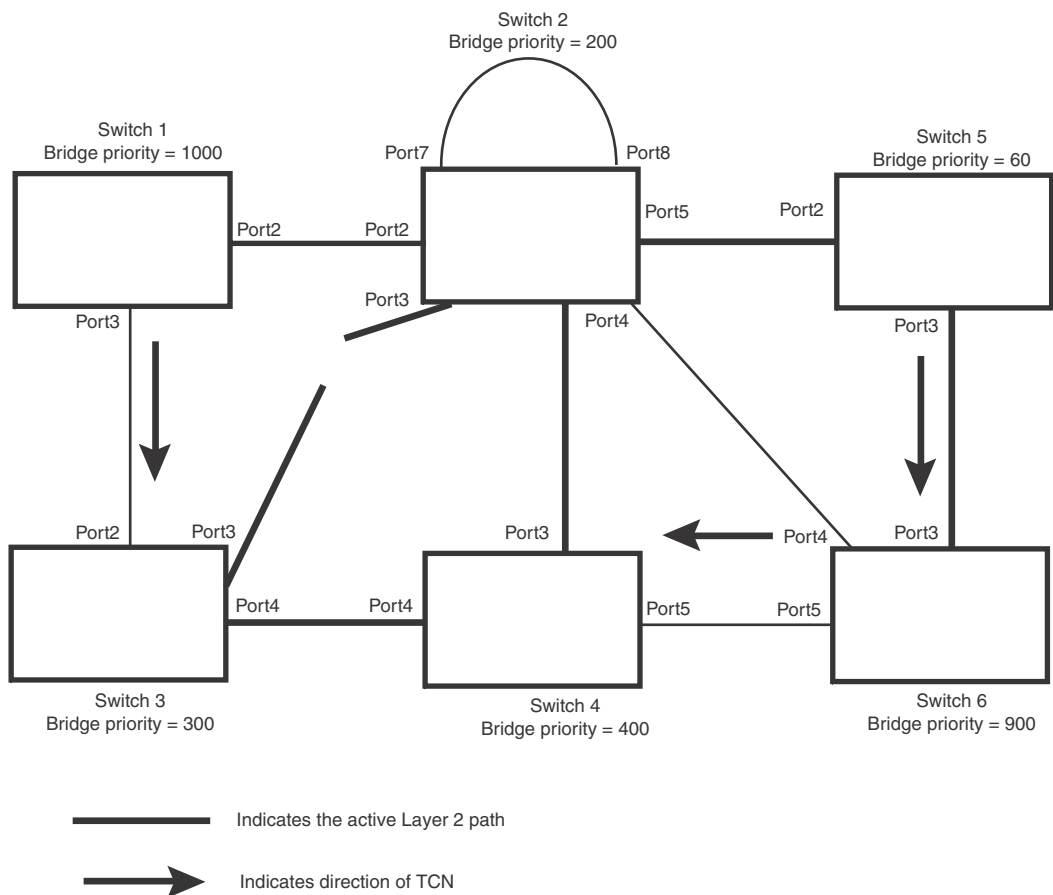 Switch 2
Bridge priority = 200
Switch 1
Bridge priority = 1000
Switch 5
Bridge priority = 60
Port7
Port8
Port2
Port2
Port5
Port2
Port3
Port3
Port4
Port3
Port2
Port3
Port3
Port4
Port3
Port4
Port4
Port5
Port5
Switch 3
Bridge priority = 300
Switch 4
Bridge priority = 400
Switch 6
Bridge priority = 900
Indicates the active Layer 2 path
Indicates direction of TCN